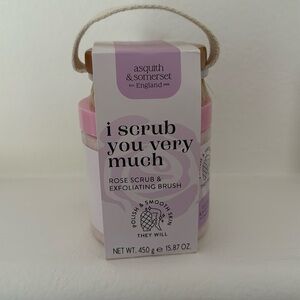 asquith
& somerset
England
i scrub
you very
much
ROSE SCRUB &
EXFOLIATING BRUSH
POLISH & SMOOTH SKIN
THEY WILL
NET WT. 450 g ℮ 15.87 OZ.